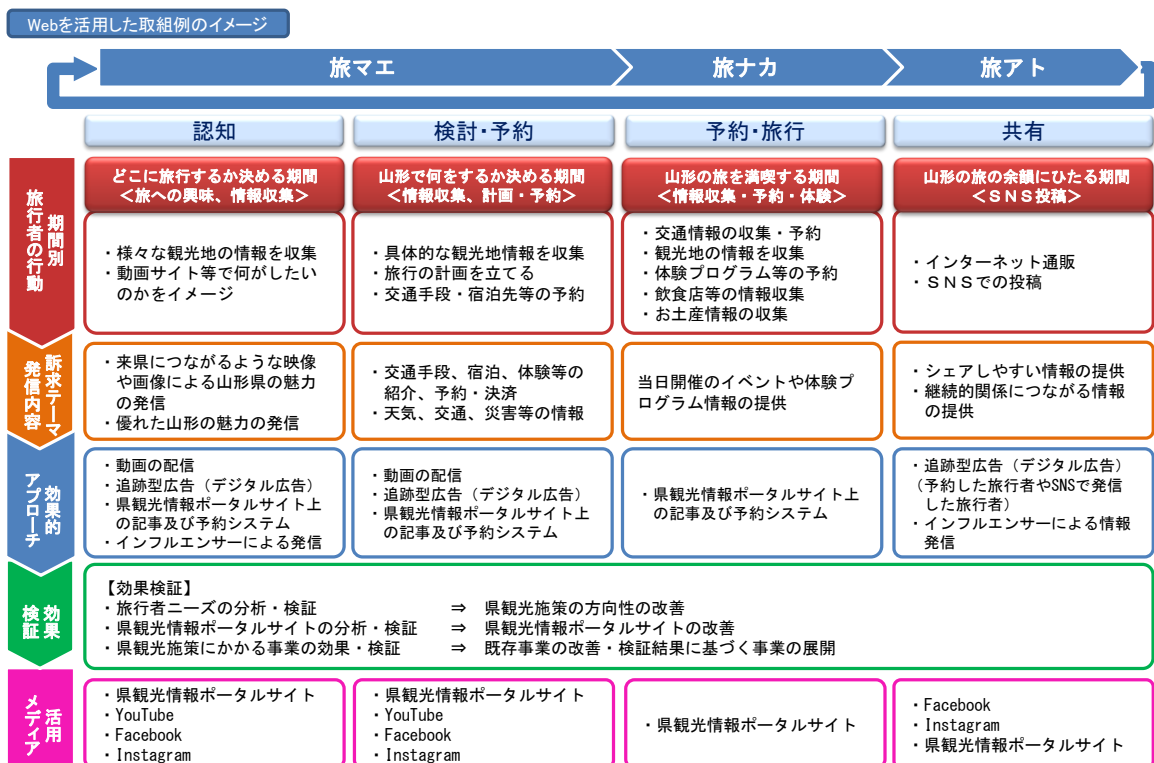 Webを活用した取組例のイメージ
旅マエ
旅ナカ
旅アト
認知
検討・予約
予約・旅行
共有
期間別
旅行者の行動
どこに旅行するか決める期間
＜旅への興味、情報収集＞
・様々な観光地の情報を収集
・動画サイト等で何がしたい
のかをイメージ
山形で何をするか決める期間
＜情報収集、計画・予約＞
・具体的な観光地情報を収集
・旅行の計画を立てる
・交通手段・宿泊先等の予約
山形の旅を満喫する期間
＜情報収集・予約・体験＞
・交通情報の収集・予約
・観光地の情報を収集
・体験プログラム等の予約
・飲食店等の情報収集
・お土産情報の収集
山形の旅の余韻にひたる期間
＜ＳＮＳ投稿＞
・インターネット通販
・ＳＮＳでの投稿
訴求テーマ
発信内容
・来県につながるような映像
や画像による山形県の魅力
の発信
・優れた山形の魅力の発信
・交通手段、宿泊、体験等の
紹介、予約・決済
・天気、交通、災害等の情報
当日開催のイベントや体験プ
ログラム情報の提供
・シェアしやすい情報の提供
・継続的関係につながる情報
の提供
効果的
アプローチ
・動画の配信
・追跡型広告（デジタル広告）
・県観光情報ポータルサイト上
の記事及び予約システム
・インフルエンサーによる発信
・動画の配信
・追跡型広告（デジタル広告）
・県観光情報ポータルサイト上
の記事及び予約システム
・県観光情報ポータルサイト上
の記事及び予約システム
・追跡型広告（デジタル広告）
（予約した旅行者やSNSで発信
した旅行者）
・インフルエンサーによる情報
発信
効果
検証
【効果検証】
・旅行者ニーズの分析・検証 ⇒ 県観光施策の方向性の改善
・県観光情報ポータルサイトの分析・検証 ⇒ 県観光情報ポータルサイトの改善
・県観光施策にかかる事業の効果・検証 ⇒ 既存事業の改善・検証結果に基づく事業の展開
活用
メディア
・県観光情報ポータルサイト
・YouTube
・Facebook
・Instagram
・県観光情報ポータルサイト
・YouTube
・Facebook
・Instagram
・県観光情報ポータルサイト
・Facebook
・Instagram
・県観光情報ポータルサイト